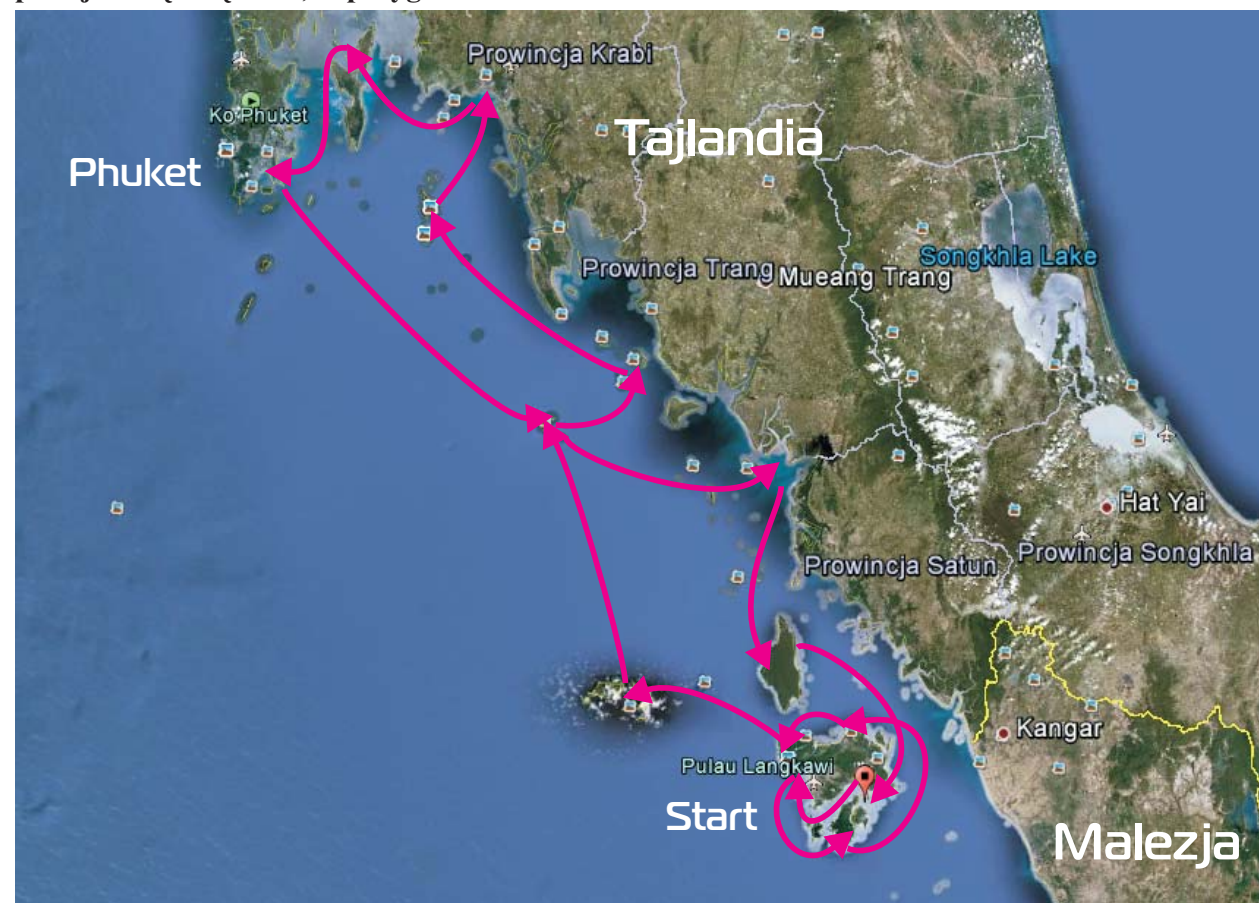 Prowincja Krabi
Ko Phuket
Tajlandia
Phuket
Songkhla Lake
Prowincja Trang
Mueang Trang
Hat Yai
Prowincja Satun
Prowincja Songkhla
Kangar
Pulau Langkawi
Start
Malezja